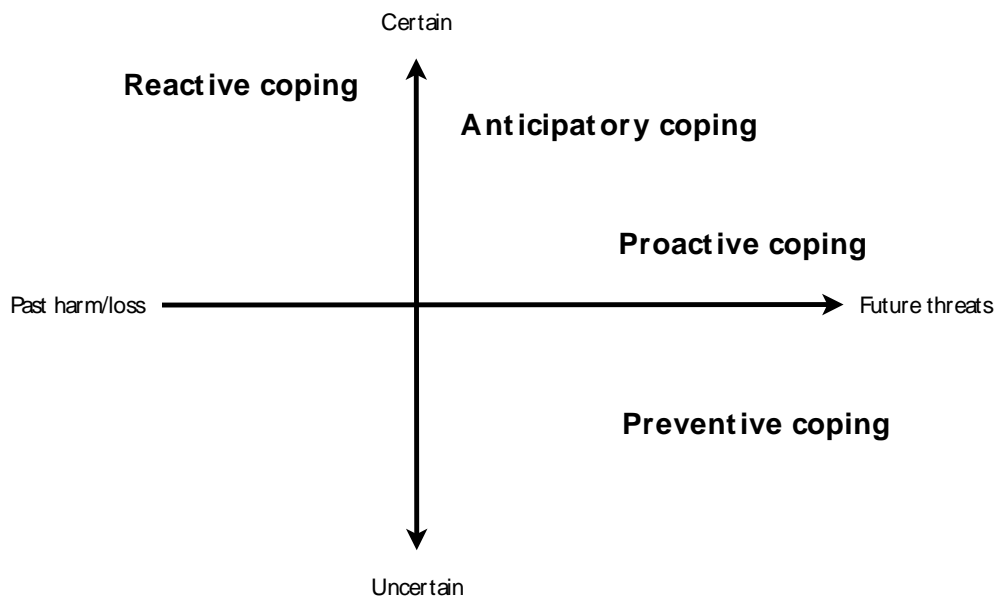 Certain
Reactive coping
Anticipatory coping
Proactive coping
Past harm/loss
Future threats
Preventive coping
Uncertain